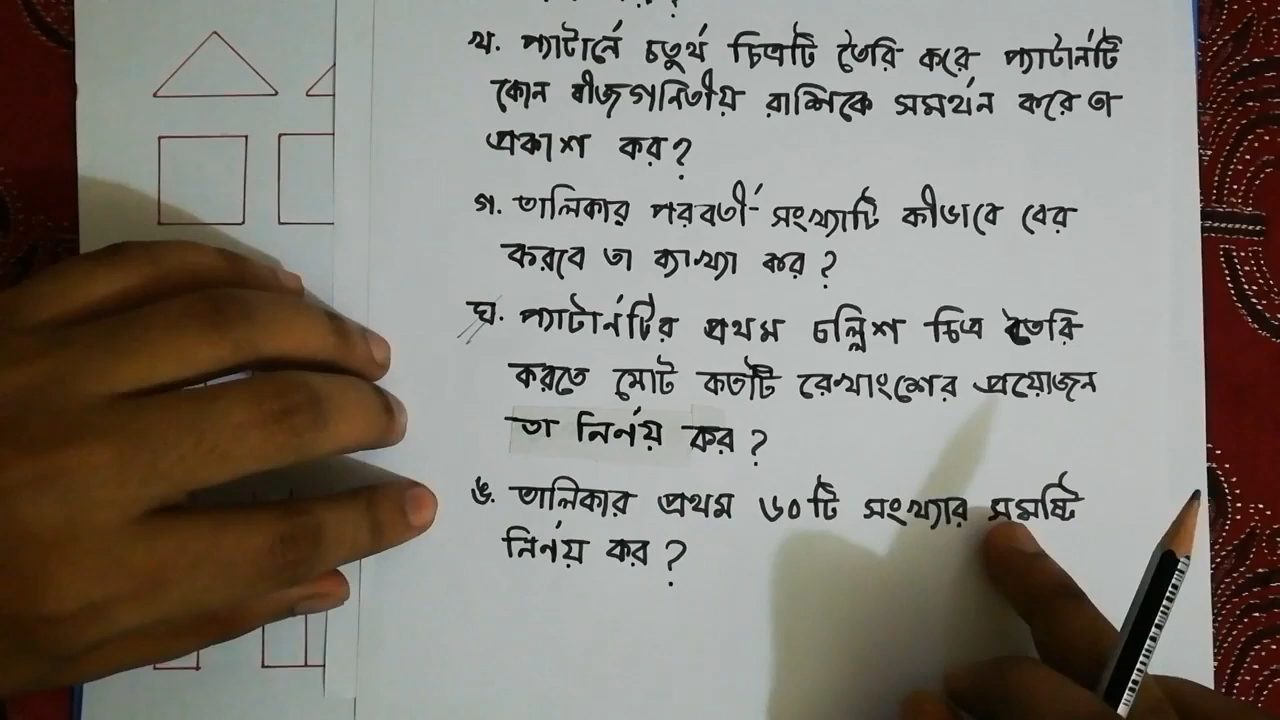 খ. প্যাটার্নে চতুর্থ চিত্রটি তৈরি করে প্যাটার্নটি
কোন বীজগনিতীয় রাশিকে সমর্থন করে তা
প্রকাশ কর?
গ. তালিকার পরবর্তী সংখ্যাটি কীভাবে বের
করবে তা ব্যাখ্যা কর?
ঘ. প্যাটার্নটির প্রথম চল্লিশ চিত্র তৈরি
করতে মোট কতটি রেখাংশের প্রয়োজন
তা নির্ণয় কর?
ঙ. তালিকার প্রথম ৬০টি সংখ্যার সমষ্টি
নির্ণয় কর?